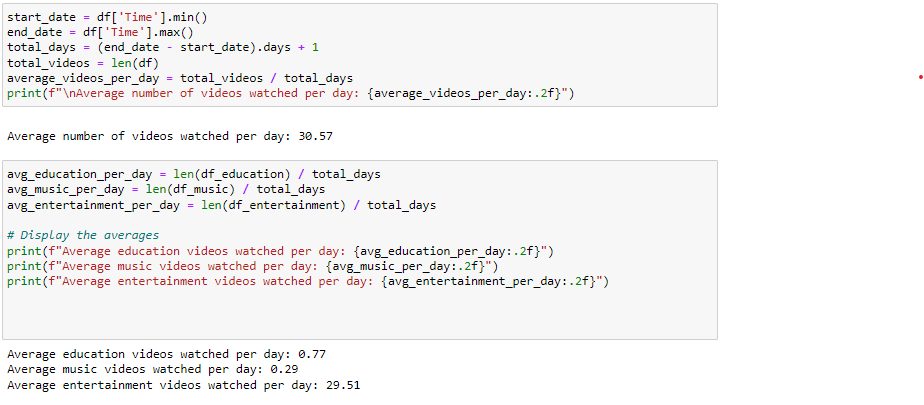 start_date = df['Time'].min()
end_date = df['Time'].max()
total_days = (end_date - start_date).days + 1
total_videos = len(df)
average_videos_per_day = total_videos / total_days
print(f"\nAverage number of videos watched per day: {average_videos_per_day:.2f}")
Average number of videos watched per day: 30.57
avg_education_per_day = len(df_education) / total_days
avg_music_per_day = len(df_music) / total_days
avg_entertainment_per_day = len(df_entertainment) / total_days
# Display the averages
print(f"Average education videos watched per day: {avg_education_per_day:.2f}")
print(f"Average music videos watched per day: {avg_music_per_day:.2f}")
print(f"Average entertainment videos watched per day: {avg_entertainment_per_day:.2f}")
Average education videos watched per day: 0.77
Average music videos watched per day: 0.29
Average entertainment videos watched per day: 29.51